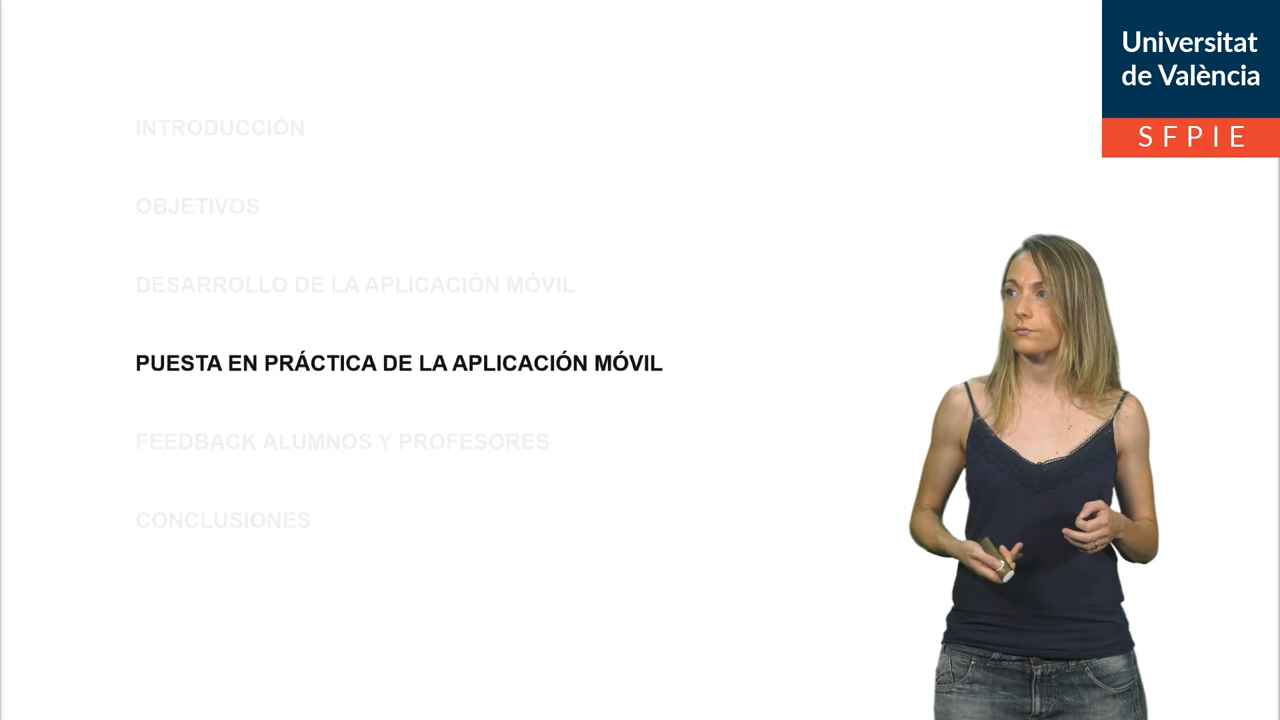 Universitat
de València
SFPIE
INTRODUCCIÓN
OBJETIVOS
DESARROLLO DE LA APLICACIÓN MÓVIL
PUESTA EN PRÁCTICA DE LA APLICACIÓN MÓVIL
FEEDBACK ALUMNOS Y PROFESORES
CONCLUSIONES